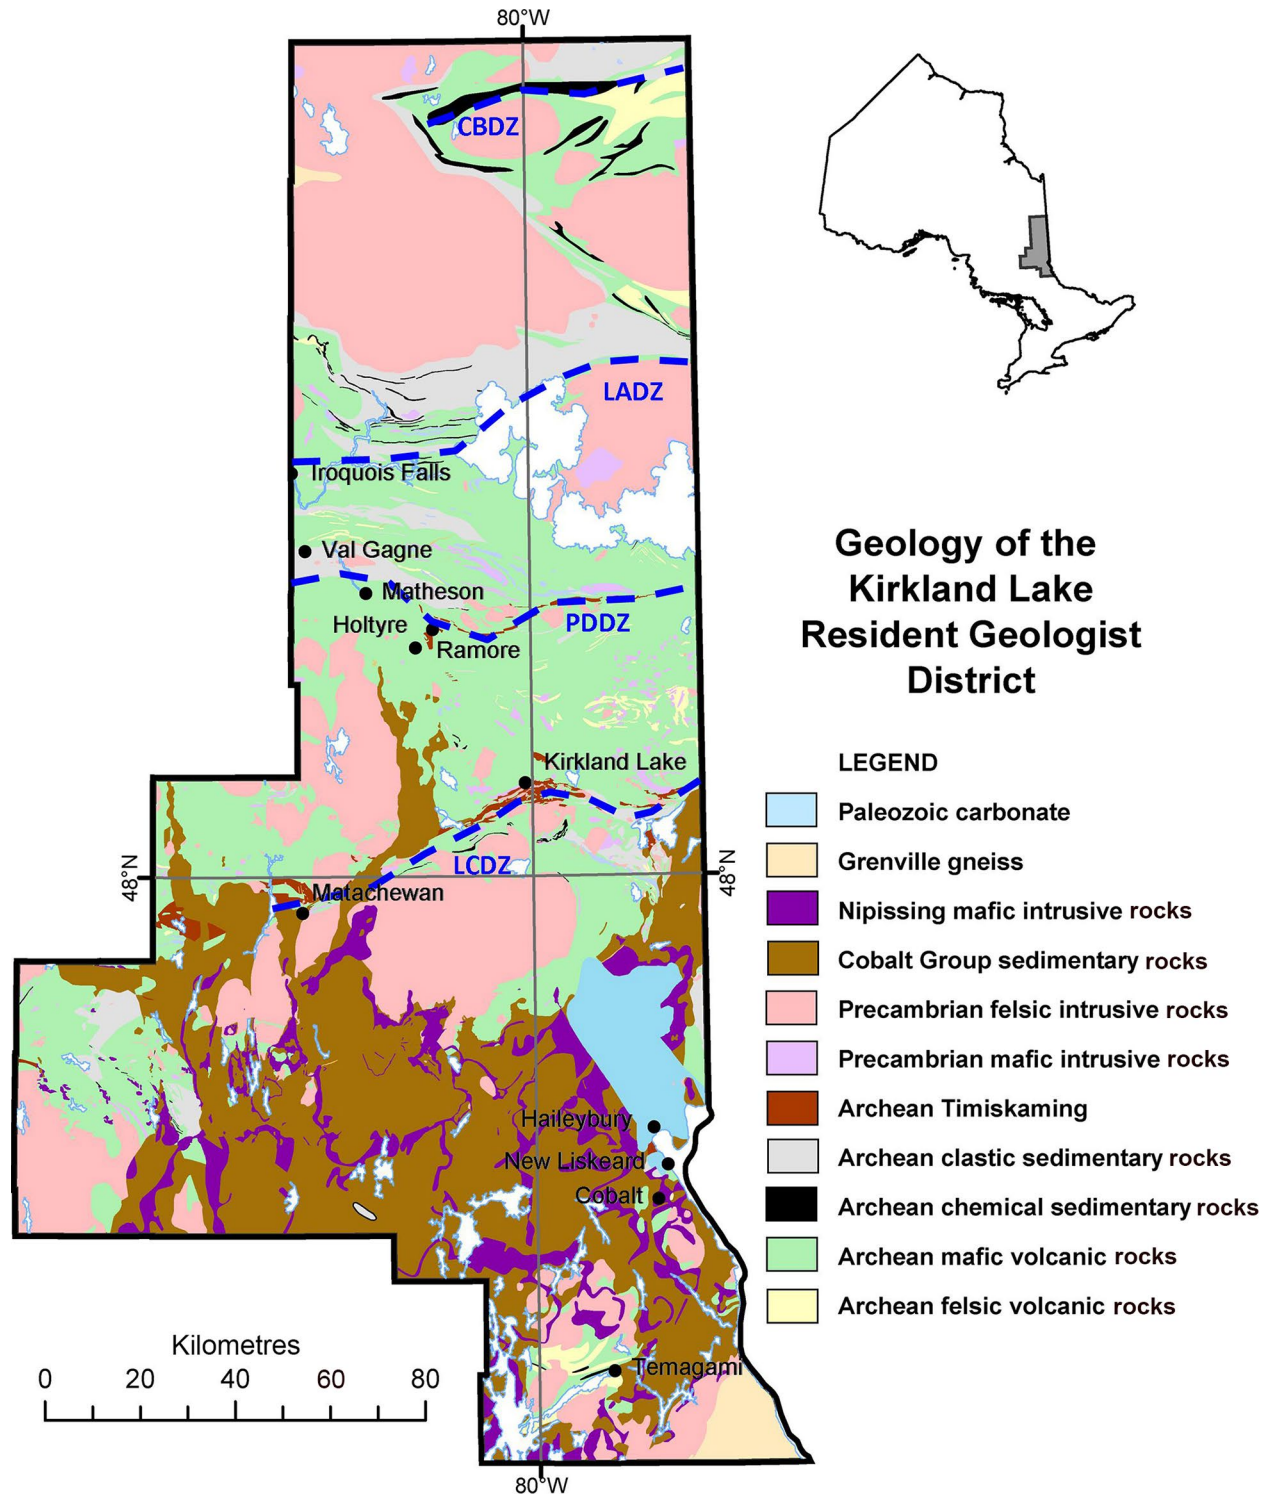 80°W
CBDZ
LADZ
Iroquois Falls
Val Gagne
Matheson
Holtyre
PDDZ
Ramore
Kirkland Lake
LCDZ
48°N
48°N
Matachewan
Haileybury
New Liskeard
Cobalt
Temagami
80°W
Kilometres
0 20 40 60 80
Geology of the
Kirkland Lake
Resident Geologist
District
LEGEND
Paleozoic carbonate
Grenville gneiss
Nipissing mafic intrusive rocks
Cobalt Group sedimentary rocks
Precambrian felsic intrusive rocks
Precambrian mafic intrusive rocks
Archean Timiskaming
Archean clastic sedimentary rocks
Archean chemical sedimentary rocks
Archean mafic volcanic rocks
Archean felsic volcanic rocks